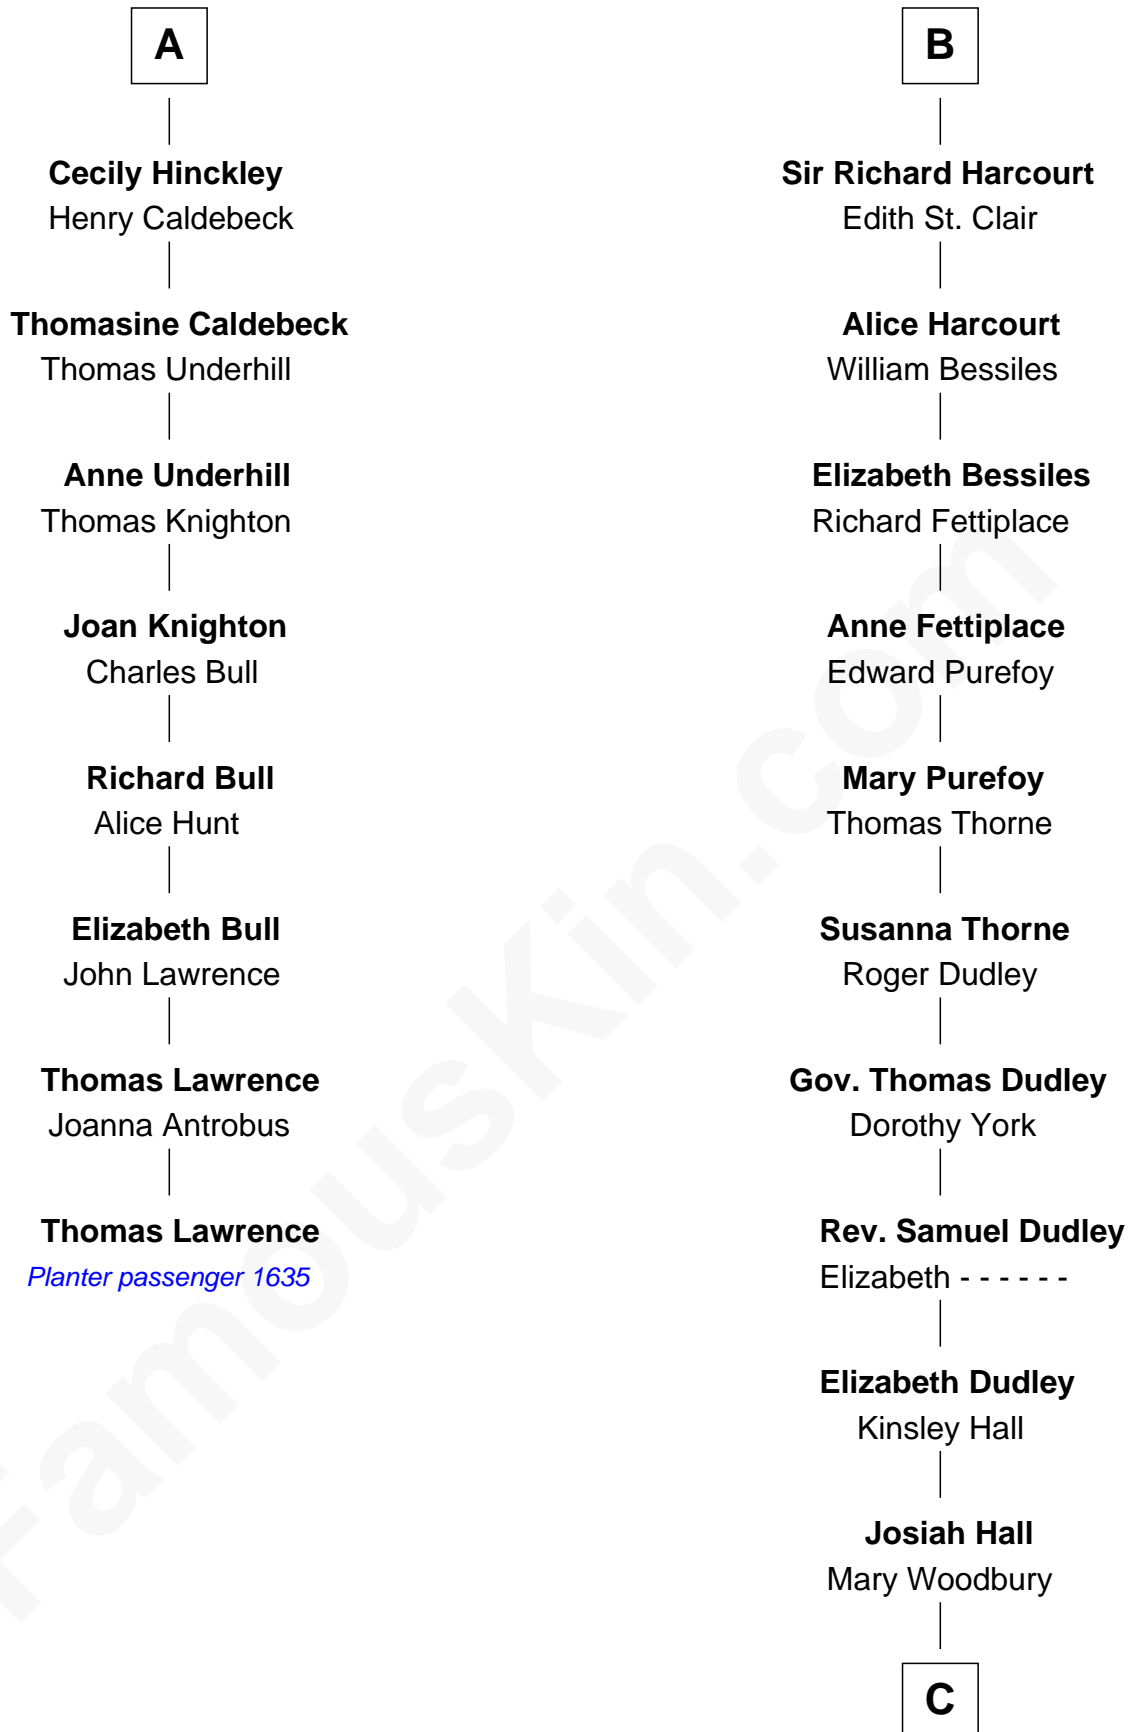 A
Cecily Hinckley
Henry Caldebeck
Thomasine Caldebeck
Thomas Underhill
Anne Underhill
Thomas Knighton
Joan Knighton
Charles Bull
Richard Bull
Alice Hunt
Elizabeth Bull
John Lawrence
Thomas Lawrence
Joanna Antrobus
Thomas Lawrence
Planter passenger 1635
B
Sir Richard Harcourt
Edith St. Clair
Alice Harcourt
William Bessiles
Elizabeth Bessiles
Richard Fettiplace
Anne Fettiplace
Edward Purefoy
Mary Purefoy
Thomas Thorne
Susanna Thorne
Roger Dudley
Gov. Thomas Dudley
Dorothy York
Rev. Samuel Dudley
Elizabeth - - - - - -
Elizabeth Dudley
Kinsley Hall
Josiah Hall
Mary Woodbury
C
FamousKin.com